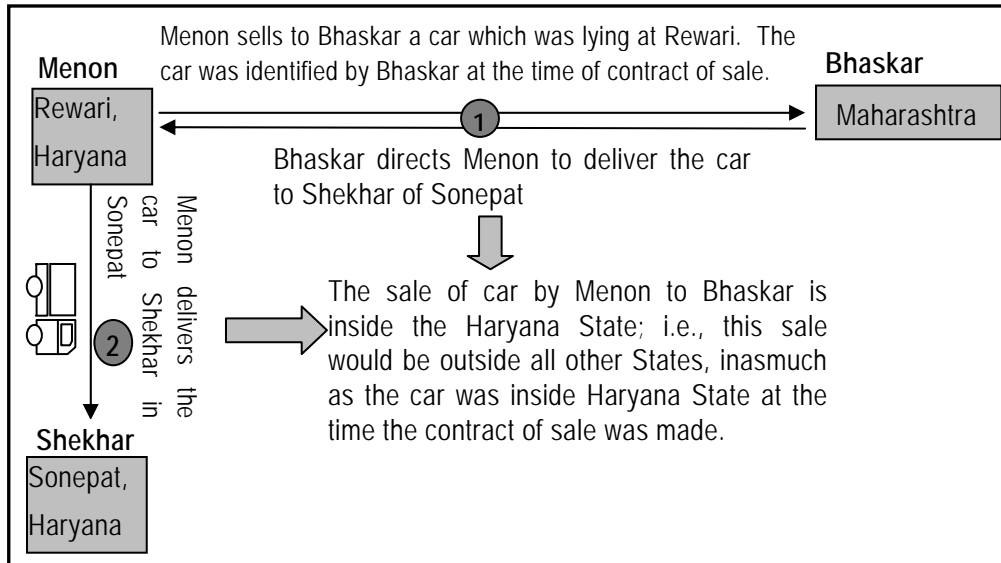 Menon sells to Bhaskar a car which was lying at Rewari. The
car was identified by Bhaskar at the time of contract of sale.
Menon
Bhaskar
Rewari,
Haryana
1
Maharashtra
Bhaskar directs Menon to deliver the car
to Shekhar of Sonepat
Menon delivers the
car to Shekhar in
Sonepat
2
The sale of car by Menon to Bhaskar is
inside the Haryana State; i.e., this sale
would be outside all other States, inasmuch
as the car was inside Haryana State at the
time the contract of sale was made.
Shekhar
Sonepat,
Haryana